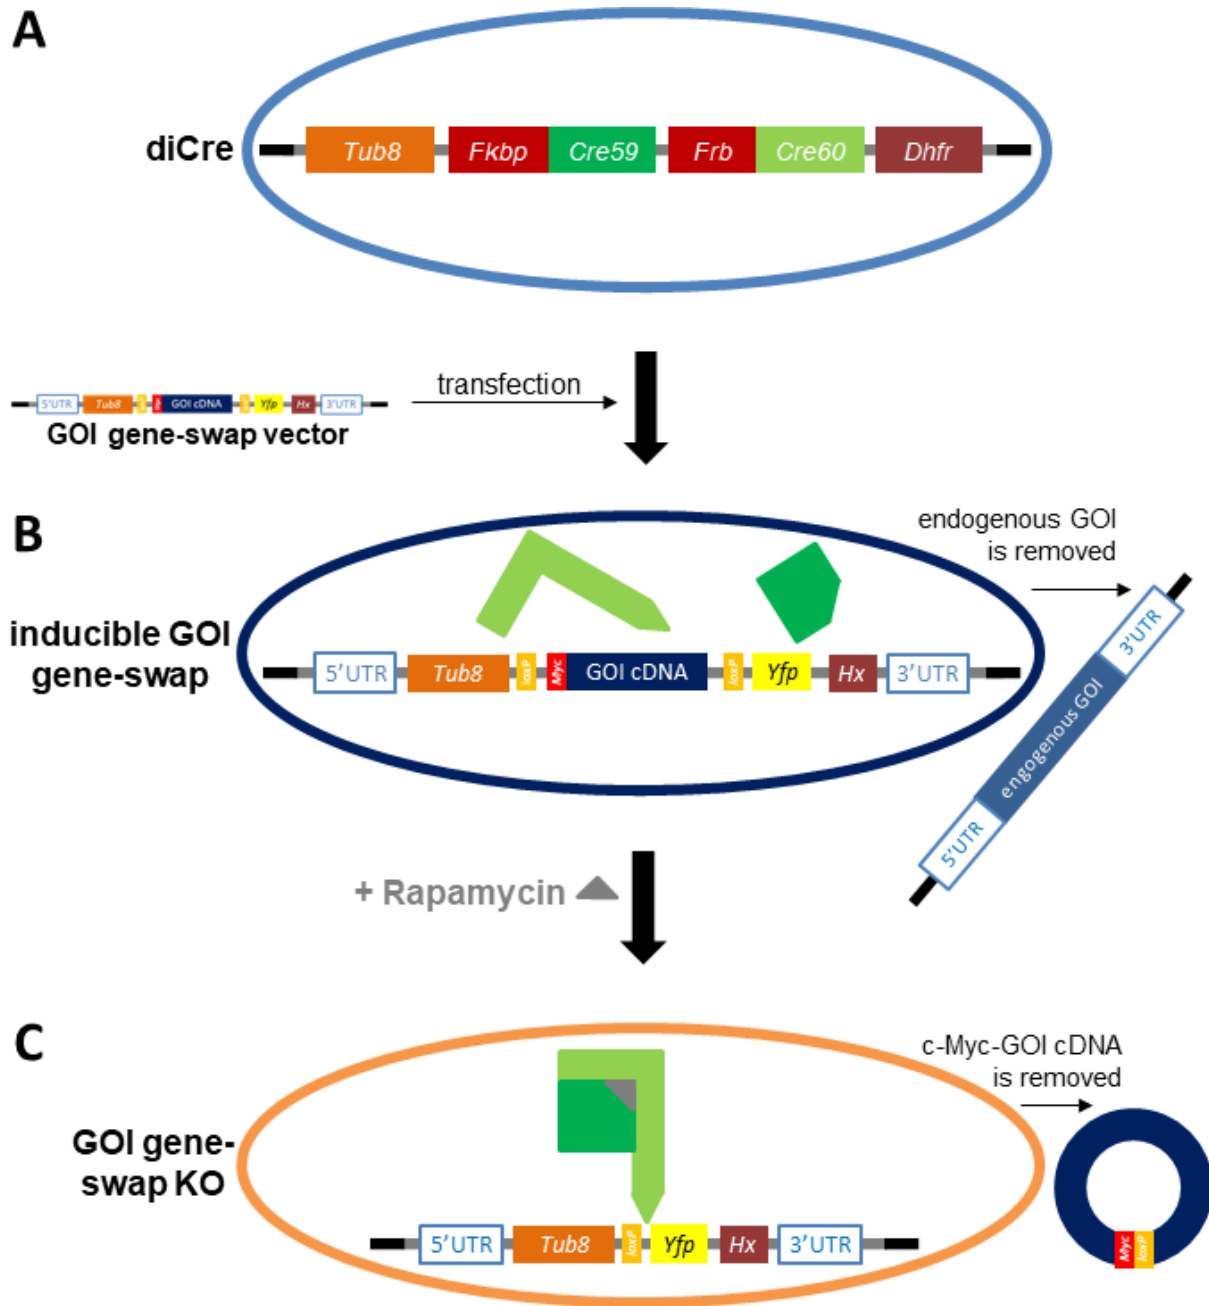 A
diCre
Tub8 Fkbp Cre59 Frb Cre60 Dhfr
transfection
5'UTR Tub8 GOI cDNA Yfp Hx 3'UTR
GOI gene-swap vector
B
endogenous GOI
is removed
inducible GOI
gene-swap
5'UTR Tub8 loxP Myc GOI cDNA loxP Yfp Hx 3'UTR
3'UTR
engogenous GOI
5'UTR
+ Rapamycin
C
c-Myc-GOI cDNA
is removed
GOI gene-
swap KO
5'UTR Tub8 loxP Yfp Hx 3'UTR
Myc loxP